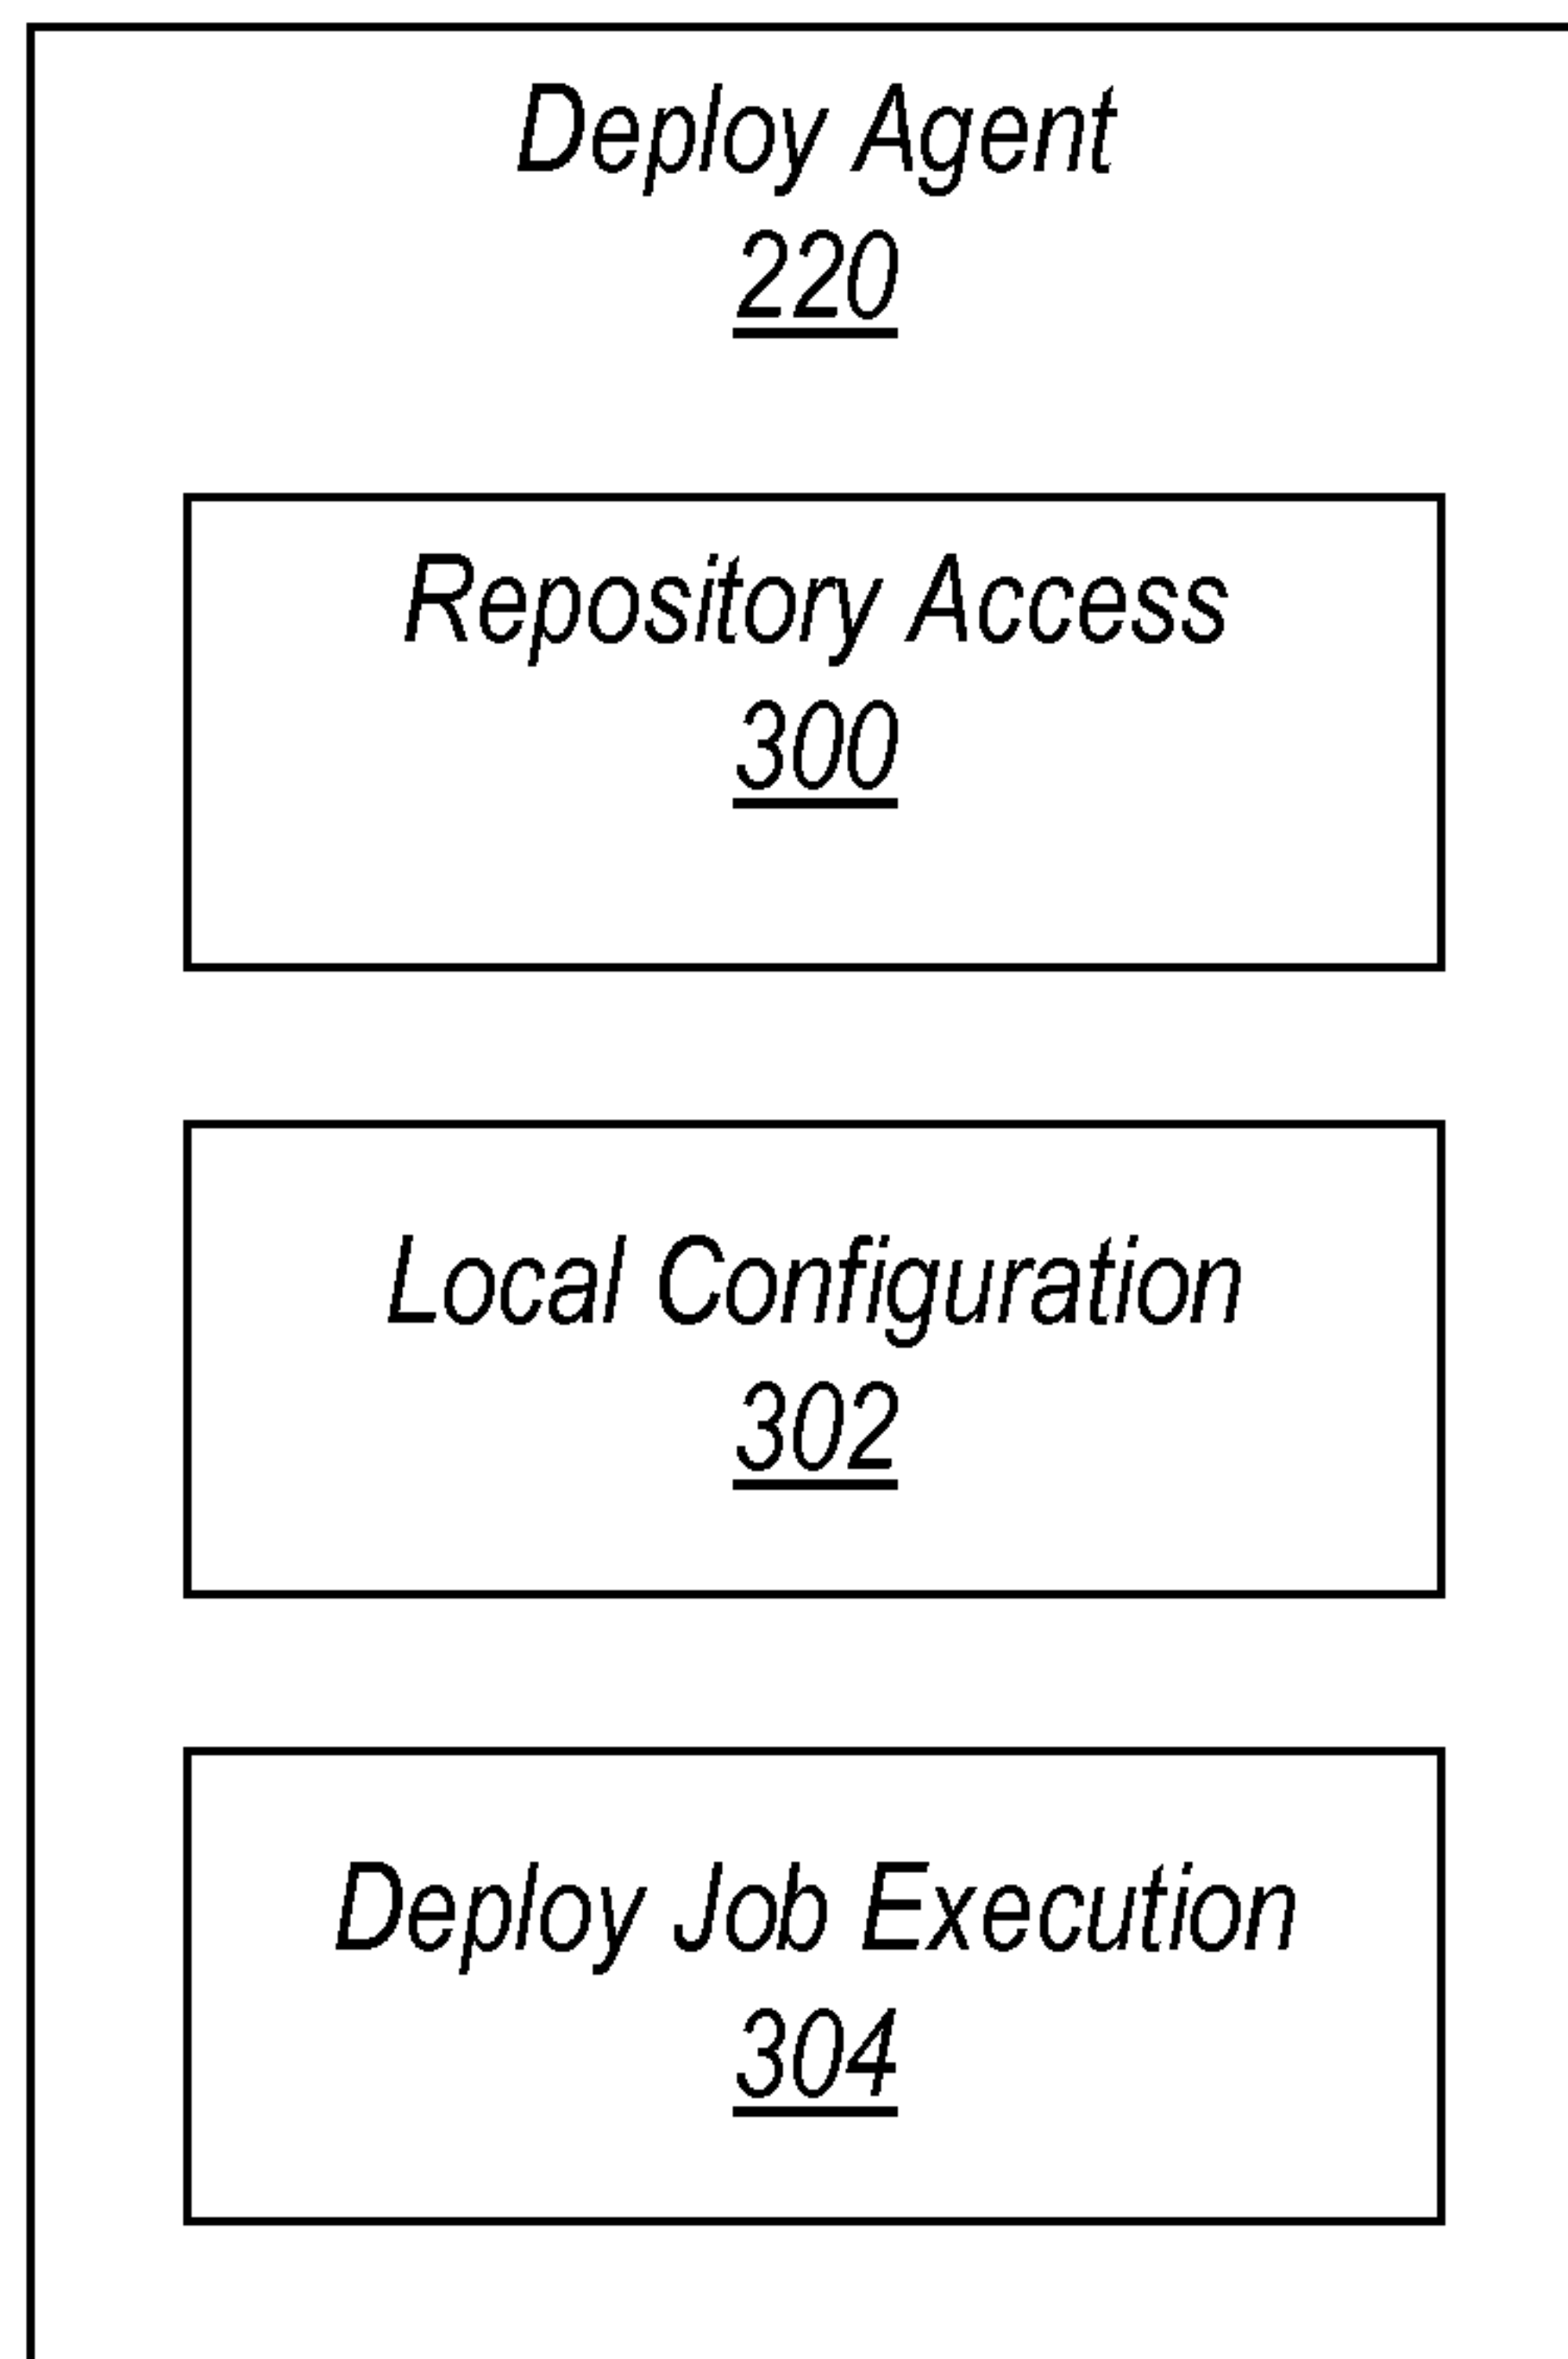 Deploy Agent
220
Repository Access
300
Local Configuration
302
Deploy Job Execution
304